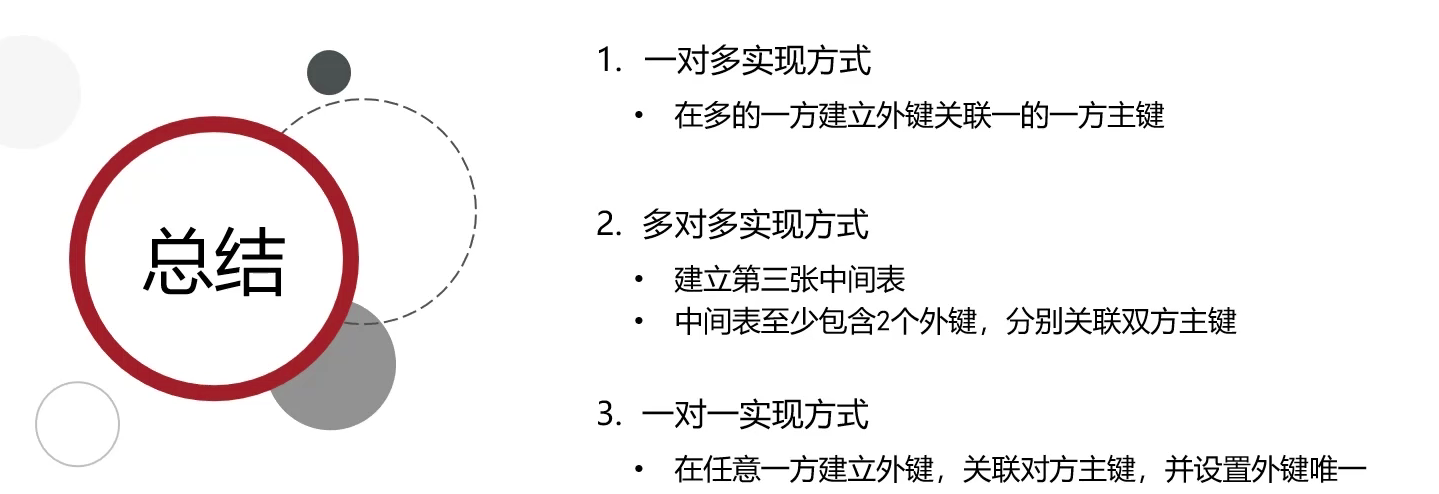 总结
1. 一对多实现方式
• 在多的一方建立外键关联一的一方主键
2. 多对多实现方式
• 建立第三张中间表
• 中间表至少包含2个外键，分别关联双方主键
3. 一对一实现方式
• 在任意一方建立外键，关联对方主键，并设置外键唯一